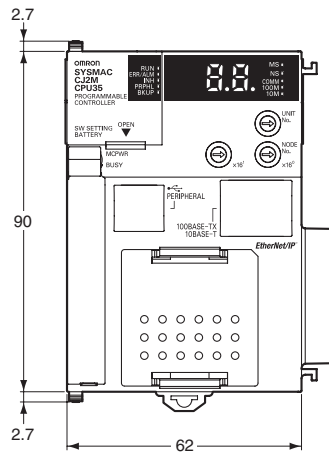 2.7
OMRON
SYSMAC
CJ2M
CPU35
PROGRAMMABLE
CONTROLLER
RUN
ERR/ALM
INH
PRPHL
BKUP
8.8.
MS
NS
COMM
100M
10M
SW SETTING
BATTERY
OPEN
UNIT
No.
NODE
No.
MCPWR
BUSY
×16¹
×16⁰
PERIPHERAL
100BASE-TX
10BASE-T
EtherNet/IP
90
2.7
62